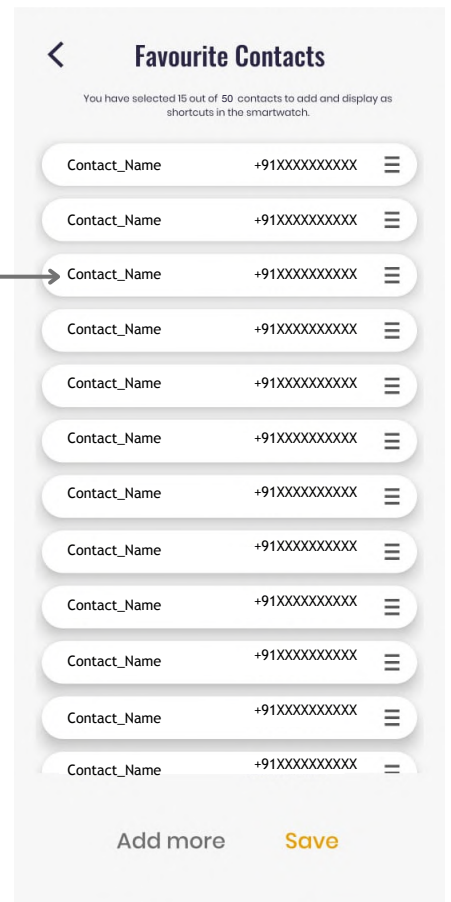 Favourite Contacts
You have selected 15 out of 50 contacts to add and display as
shortcuts in the smartwatch.
Contact_Name +91XXXXXXXXXX
Contact_Name +91XXXXXXXXXX
Contact_Name +91XXXXXXXXXX
Contact_Name +91XXXXXXXXXX
Contact_Name +91XXXXXXXXXX
Contact_Name +91XXXXXXXXXX
Contact_Name +91XXXXXXXXXX
Contact_Name +91XXXXXXXXXX
Contact_Name +91XXXXXXXXXX
Contact_Name +91XXXXXXXXXX
Contact_Name +91XXXXXXXXXX
Contact_Name +91XXXXXXXXXX
Add more Save